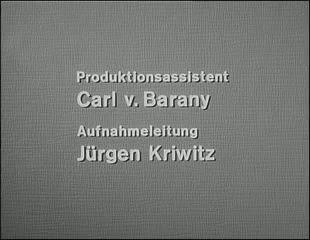 Produktionsassistent
Carl v. Barany
Aufnahmeleitung
Jürgen Kriwitz